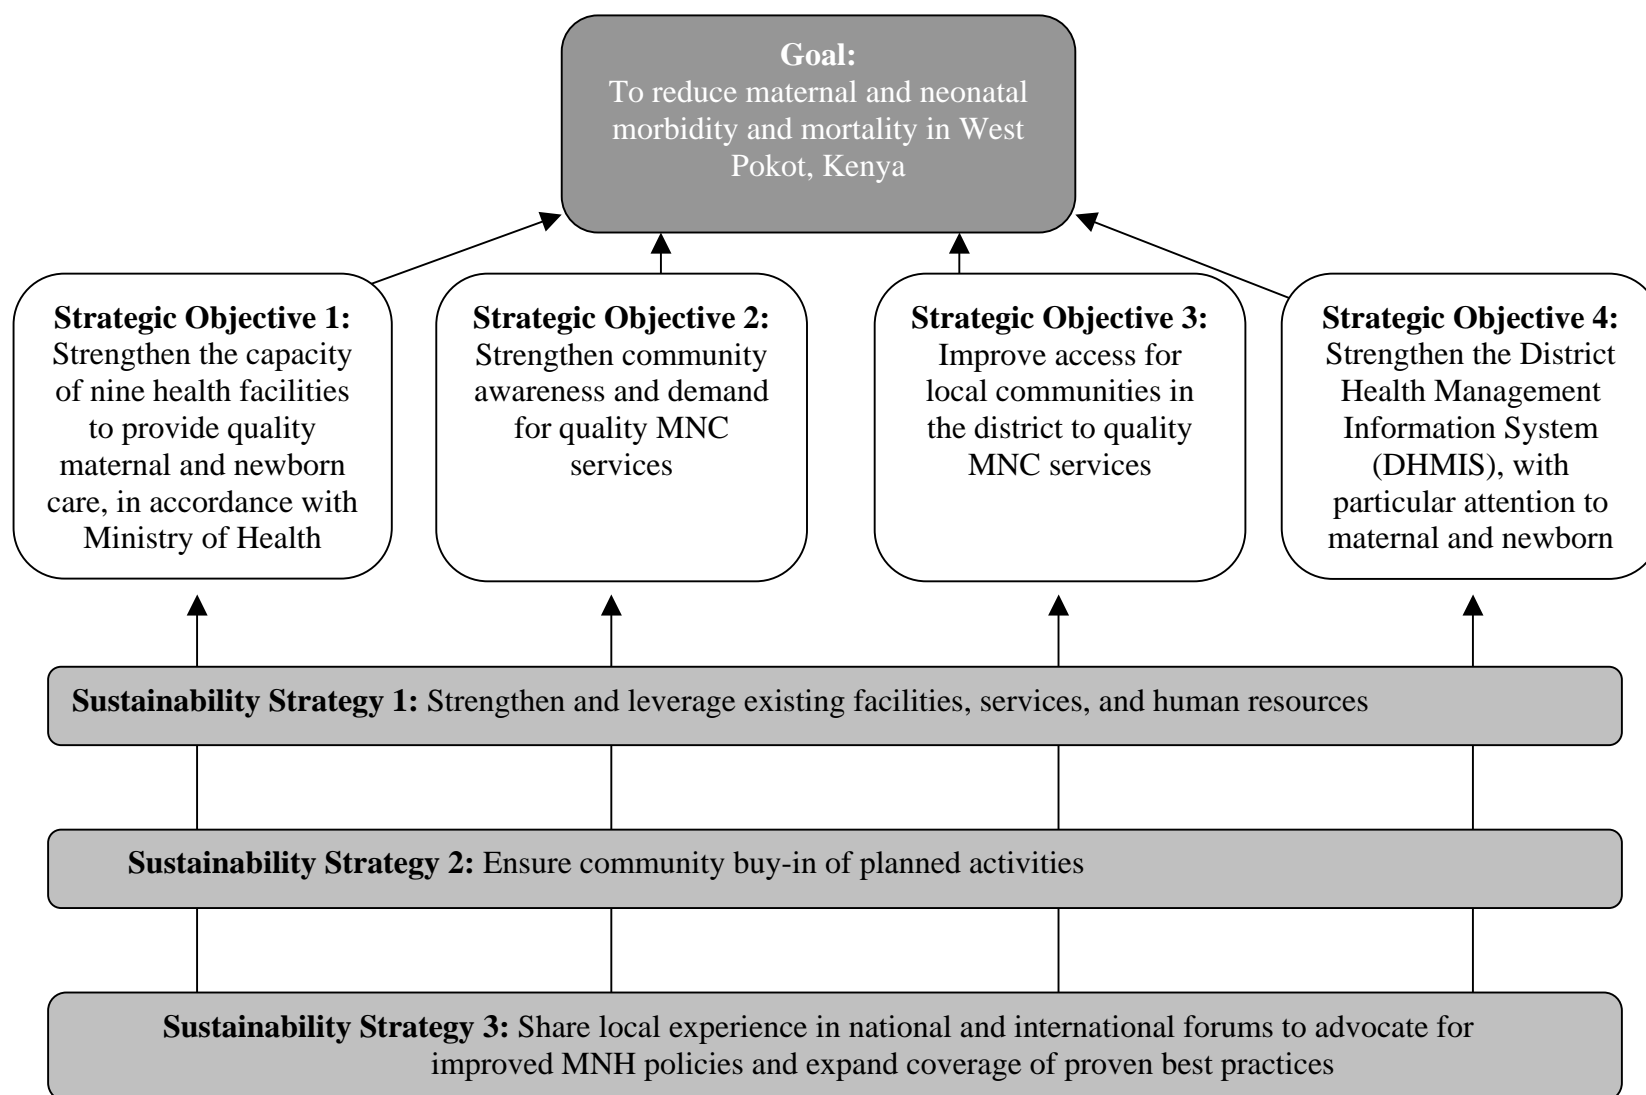 Goal:
To reduce maternal and neonatal
morbidity and mortality in West
Pokot, Kenya
Strategic Objective 1:
Strengthen the capacity
of nine health facilities
to provide quality
maternal and newborn
care, in accordance with
Ministry of Health
Strategic Objective 2:
Strengthen community
awareness and demand
for quality MNC
services
Strategic Objective 3:
Improve access for
local communities in
the district to quality
MNC services
Strategic Objective 4:
Strengthen the District
Health Management
Information System
(DHMIS), with
particular attention to
maternal and newborn
Sustainability Strategy 1: Strengthen and leverage existing facilities, services, and human resources
Sustainability Strategy 2: Ensure community buy-in of planned activities
Sustainability Strategy 3: Share local experience in national and international forums to advocate for
improved MNH policies and expand coverage of proven best practices